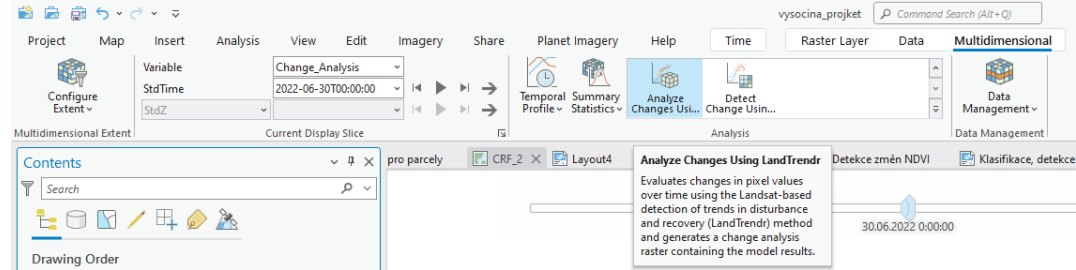 vysocina_projket
Command Search (Alt+Q)
Project Map Insert Analysis View Edit Imagery Share Planet Imagery Help Time Raster Layer Data Multidimensional
Configure
Extent
Multidimensional Extent
Variable Change_Analysis
StdTime 2022-06-30T00:00:00
StdZ
Current Display Slice
Temporal
Profile
Summary
Statistics
Analyze
Changes Usi...
Detect
Change Usin...
Analysis
Data
Management
Data Management
Contents
Search
Drawing Order
pro parcely CRF_2 Layout4 Detekce změn NDVI Klasifikace, detekce
Analyze Changes Using LandTrendr
Evaluates changes in pixel values
over time using the Landsat-based
detection of trends in disturbance
and recovery (LandTrendr) method
and generates a change analysis
raster containing the model results.
30.06.2022 0:00:00